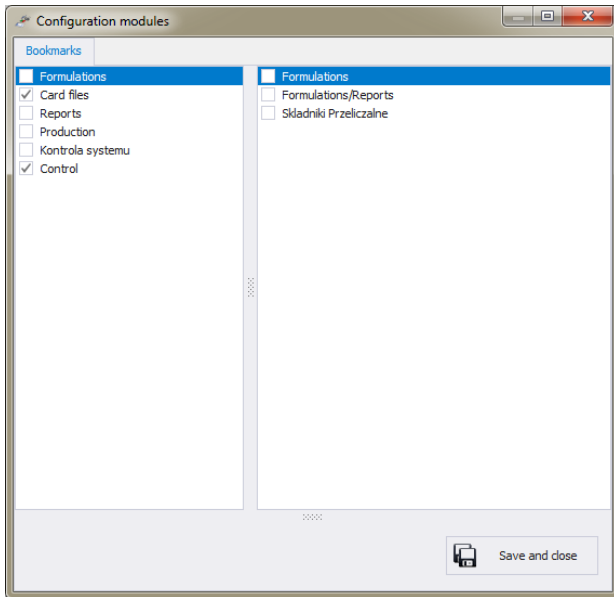 Configuration modules
Bookmarks
Formulations
Card files
Reports
Production
Kontrola systemu
Control
Formulations
Formulations/Reports
Skladniki Przeliczalne
Save and close